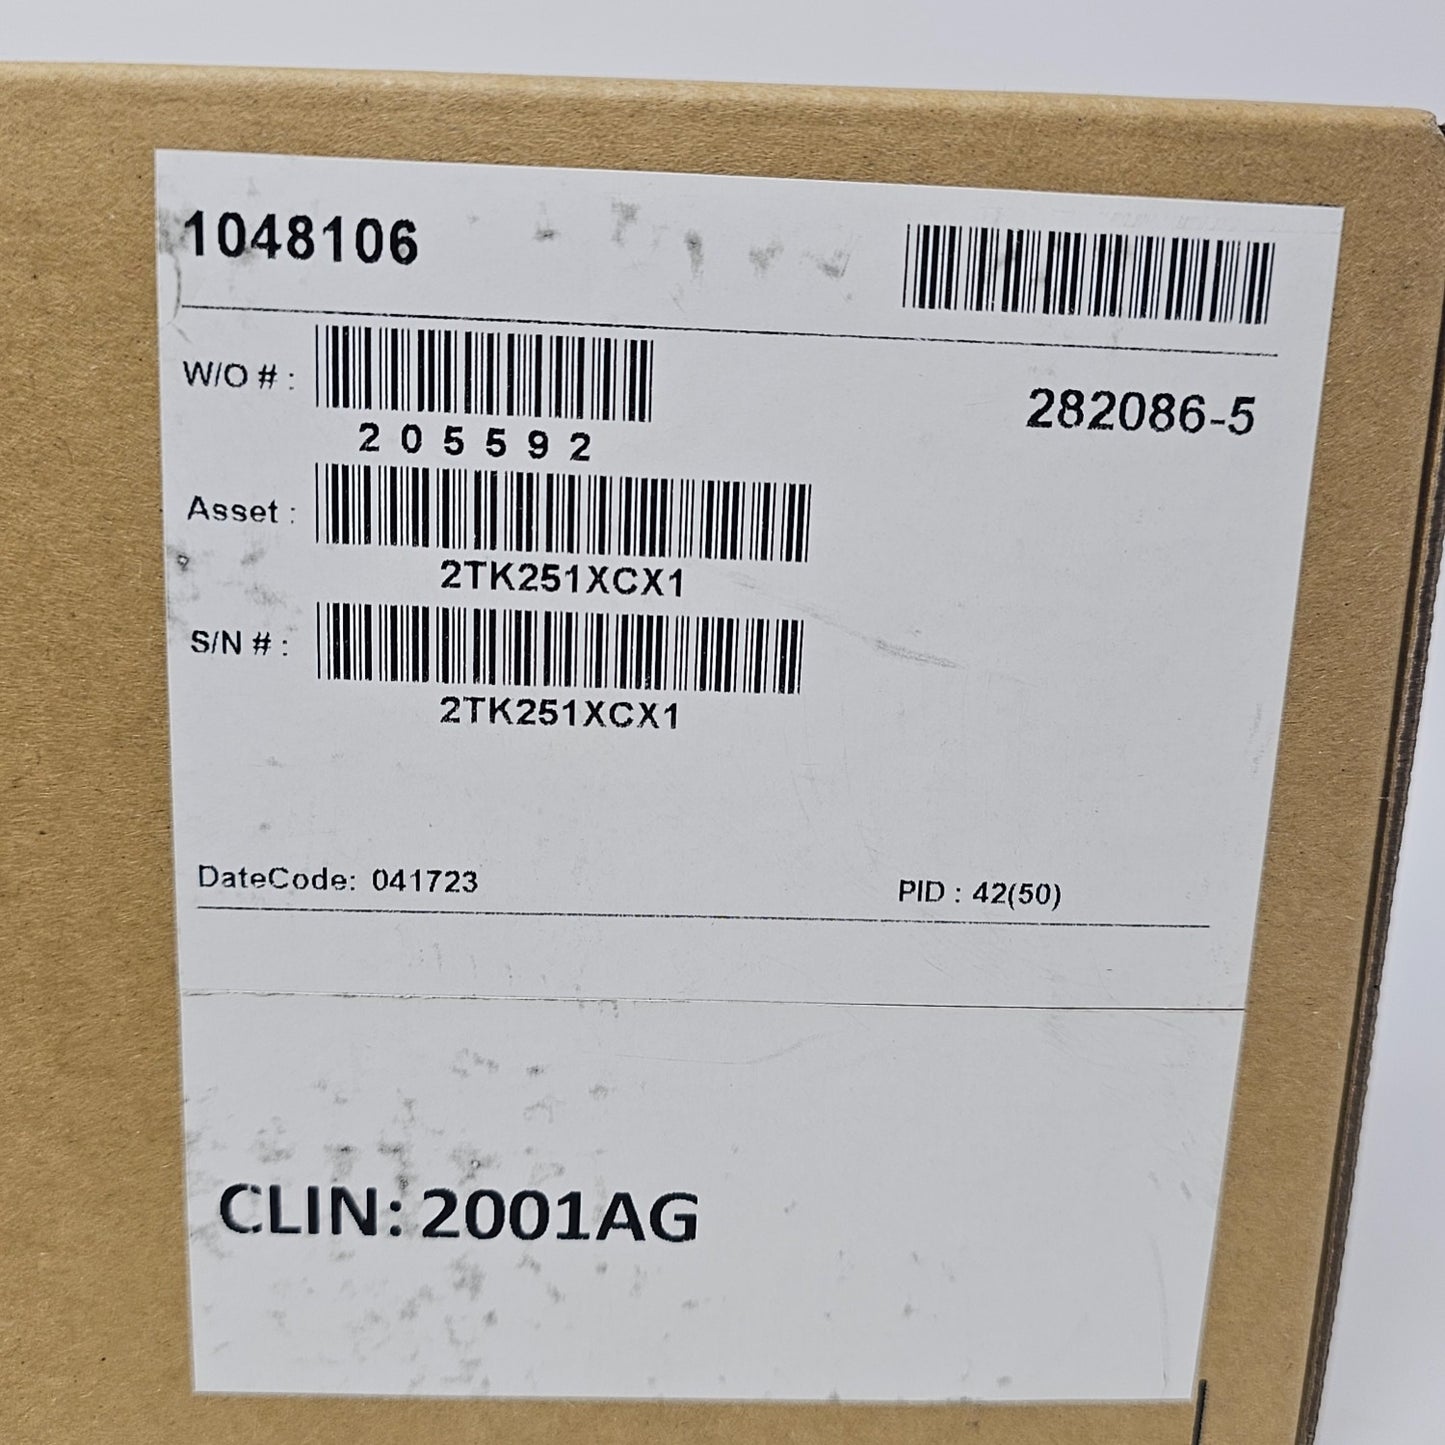 1048106
282086-5
W/O # :
205592
Asset :
2TK251XCX1
S/N # :
2TK251XCX1
DateCode: 041723
PID : 42(50)
CLIN: 2001AG